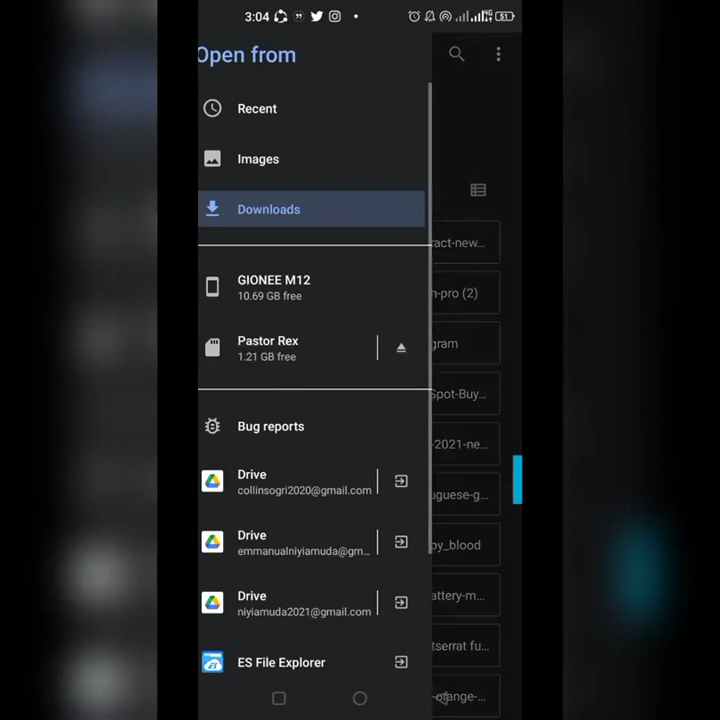 3:04
4G
51
Open from
Recent
Images
Downloads
ract-new...
GIONEE M12
10.69 GB free
n-pro (2)
gram
Pastor Rex
1.21 GB free
Spot-Buy...
Bug reports
2021-ne...
Drive
collinsogri2020@gmail.com
uguese-g...
Drive
emmanualniyiamuda@gm...
py_blood
Drive
niyiamuda2021@gmail.com
attery-m...
tserrat fu...
ES File Explorer
-orange-...